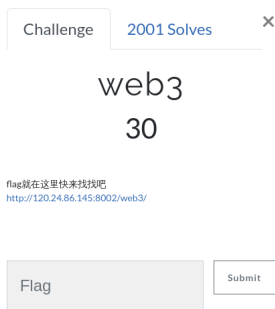 Challenge
2001 Solves
×
web3
30
flag就在这里快来找找吧
http://120.24.86.145:8002/web3/
Flag
Submit